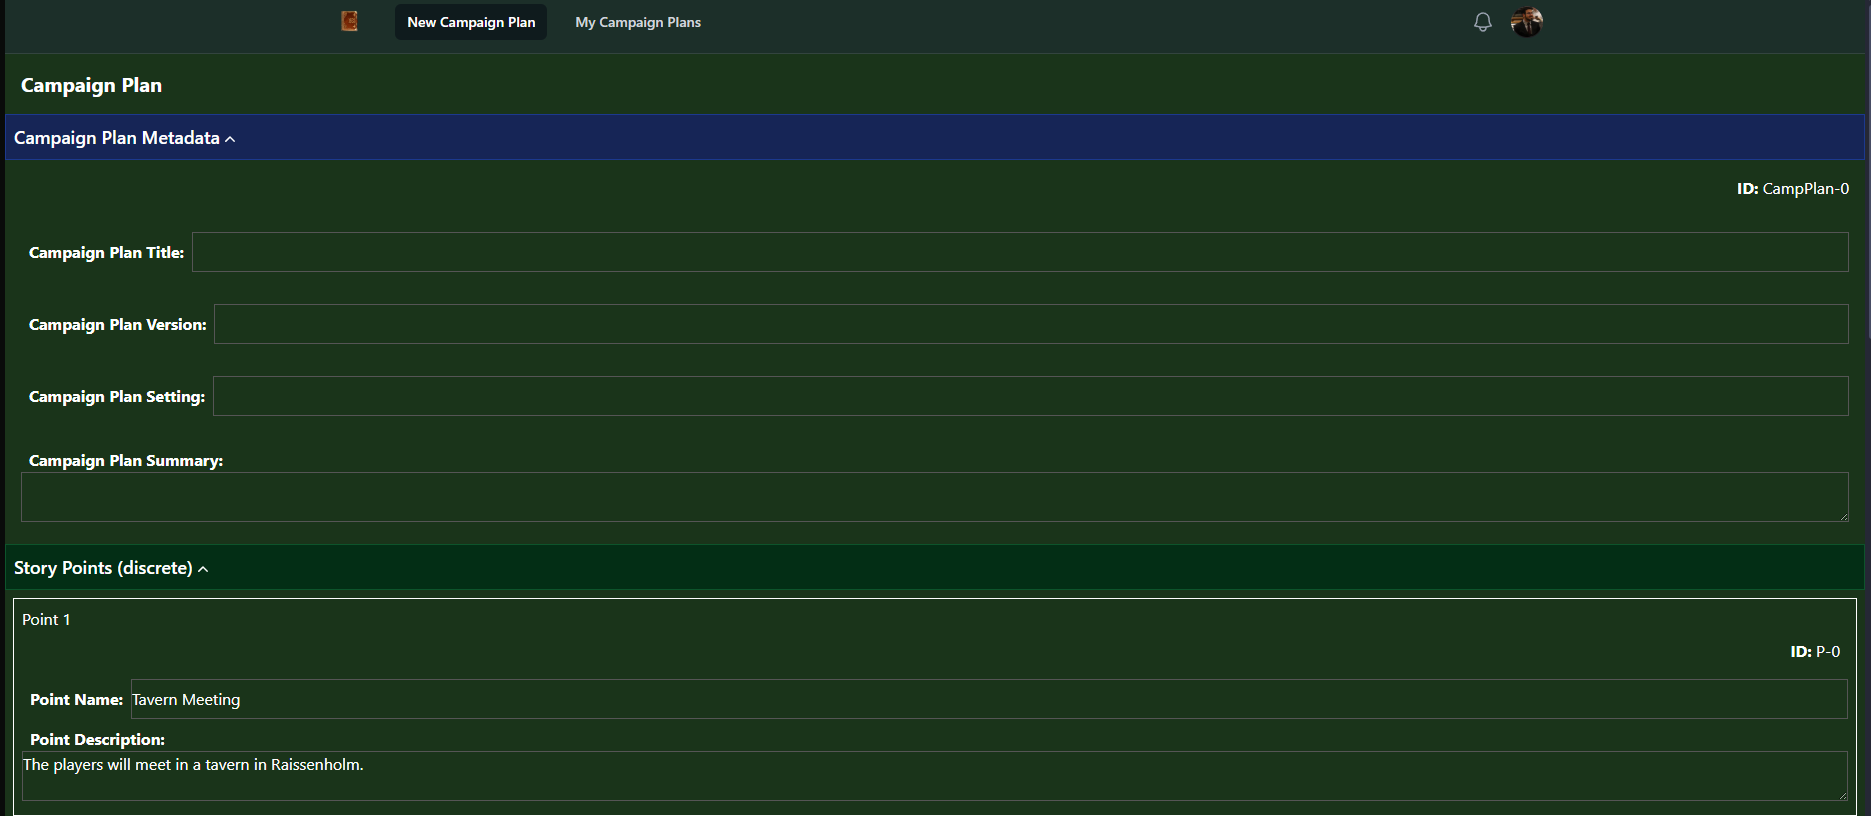 New Campaign Plan
My Campaign Plans
Campaign Plan
Campaign Plan Metadata
ID: CampPlan-0
Campaign Plan Title:
Campaign Plan Version:
Campaign Plan Setting:
Campaign Plan Summary:
Story Points (discrete)
Point 1
ID: P-0
Point Name: Tavern Meeting
Point Description:
The players will meet in a tavern in Raissenholm.